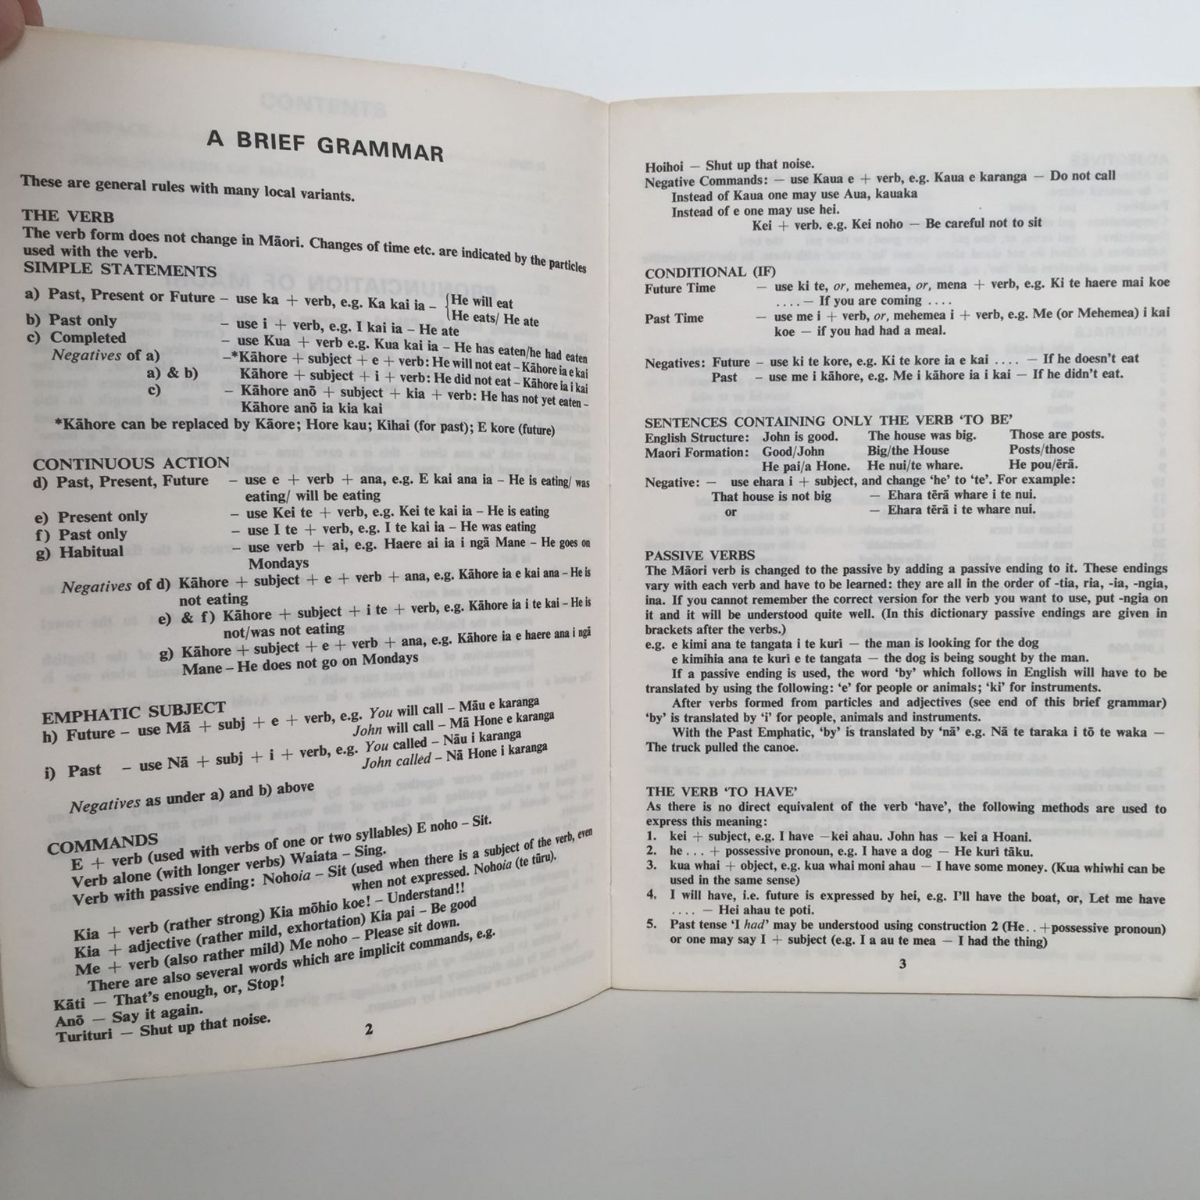 A BRIEF GRAMMAR
These are general rules with many local variants.
THE VERB
The verb form does not change in Māori. Changes of time etc. are indicated by the particles
used with the verb.
SIMPLE STATEMENTS
a) Past, Present or Future – use ka + verb, e.g. Ka kai ia – { He will eat
He eats/ He ate
b) Past only – use i + verb, e.g. I kai ia – He ate
c) Completed – use Kua + verb e.g. Kua kai ia – He has eaten/he had eaten
Negatives of a) –*Kāhore + subject + e + verb: He will not eat – Kāhore ia e kai
a) & b) Kāhore + subject + i + verb: He did not eat – Kāhore ia i kai
c) – Kāhore anō + subject + kia + verb: He has not yet eaten –
Kāhore anō ia kia kai
*Kāhore can be replaced by Kāore; Hore kau; Kihai (for past); E kore (future)
CONTINUOUS ACTION
d) Past, Present, Future – use e + verb + ana, e.g. E kai ana ia – He is eating/ was
eating/ will be eating
e) Present only – use Kei te + verb, e.g. Kei te kai ia – He is eating
f) Past only – use I te + verb, e.g. I te kai ia – He was eating
g) Habitual – use verb + ai, e.g. Haere ai ia i ngā Mane – He goes on
Mondays
Negatives of d) Kāhore + subject + e + verb + ana, e.g. Kāhore ia e kai ana – He is
not eating
e) & f) Kāhore + subject + i te + verb, e.g. Kāhore ia i te kai – He is
not/was not eating
g) Kāhore + subject + e + verb + ana, e.g. Kāhore ia e haere ana i ngā
Mane – He does not go on Mondays
EMPHATIC SUBJECT
h) Future – use Mā + subj + e + verb, e.g. You will call – Māu e karanga
John will call – Mā Hone e karanga
i) Past – use Nā + subj + i + verb, e.g. You called – Nāu i karanga
John called – Nā Hone i karanga
Negatives as under a) and b) above
COMMANDS
E + verb (used with verbs of one or two syllables) E noho – Sit.
Verb alone (with longer verbs) Waiata – Sing.
Verb with passive ending: Nohoia – Sit (used when there is a subject of the verb, even
when not expressed. Nohoia (te tūru).
Kia + verb (rather strong) Kia mōhio koe! – Understand!!
Kia + adjective (rather mild, exhortation) Kia pai – Be good
Me + verb (also rather mild) Me noho – Please sit down.
There are also several words which are implicit commands, e.g.
Kāti — That's enough, or, Stop!
Anō — Say it again.
Turituri — Shut up that noise.
2
Hoihoi — Shut up that noise.
Negative Commands: — use Kaua e + verb, e.g. Kaua e karanga — Do not call
Instead of Kaua one may use Aua, kauaka
Instead of e one may use hei.
Kei + verb. e.g. Kei noho — Be careful not to sit
CONDITIONAL (IF)
Future Time — use ki te, or, mehemea, or, mena + verb, e.g. Ki te haere mai koe
.... — If you are coming ....
Past Time — use me i + verb, or, mehemea i + verb, e.g. Me (or Mehemea) i kai
koe — if you had had a meal.
Negatives: Future — use ki te kore, e.g. Ki te kore ia e kai .... — If he doesn't eat
Past — use me i kāhore, e.g. Me i kāhore ia i kai — If he didn't eat.
SENTENCES CONTAINING ONLY THE VERB 'TO BE'
English Structure: John is good. The house was big. Those are posts.
Maori Formation: Good/John Big/the House Posts/those
He pai/a Hone. He nui/te whare. He pou/ērā.
Negative: — use ehara i + subject, and change 'he' to 'te'. For example:
That house is not big — Ehara tērā whare i te nui.
or — Ehara tērā i te whare nui.
PASSIVE VERBS
The Māori verb is changed to the passive by adding a passive ending to it. These endings
vary with each verb and have to be learned: they are all in the order of -tia, ria, -ia, -ngia,
ina. If you cannot remember the correct version for the verb you want to use, put -ngia on
it and it will be understood quite well. (In this dictionary passive endings are given in
brackets after the verbs.)
e.g. e kimi ana te tangata i te kuri — the man is looking for the dog
e kimihia ana te kuri e te tangata — the dog is being sought by the man.
If a passive ending is used, the word 'by' which follows in English will have to be
translated by using the following: 'e' for people or animals; 'ki' for instruments.
After verbs formed from particles and adjectives (see end of this brief grammar)
'by' is translated by 'i' for people, animals and instruments.
With the Past Emphatic, 'by' is translated by 'nā' e.g. Nā te taraka i tō te waka —
The truck pulled the canoe.
THE VERB 'TO HAVE'
As there is no direct equivalent of the verb 'have', the following methods are used to
express this meaning:
1. kei + subject, e.g. I have —kei ahau. John has — kei a Hoani.
2. he ... + possessive pronoun, e.g. I have a dog — He kuri tāku.
3. kua whai + object, e.g. kua whai moni ahau — I have some money. (Kua whiwhi can be
used in the same sense)
4. I will have, i.e. future is expressed by hei, e.g. I'll have the boat, or, Let me have
.... — Hei ahau te poti.
5. Past tense 'I had' may be understood using construction 2 (He. . +possessive pronoun)
or one may say I + subject (e.g. I a au te mea — I had the thing)
3